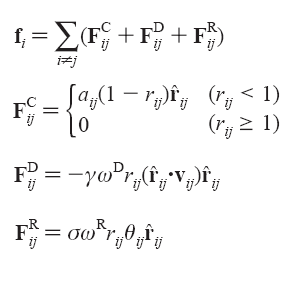 f_i = ∑_{i≠j} (F^C_{ij} + F^D_{ij} + F^R_{ij})
F^C_{ij} = { a_{ij}(1 − r_{ij})r̂_{ij} (r_{ij} < 1)
0 (r_{ij} ≥ 1)
F^D_{ij} = −γω^D r_{ij}(r̂_{ij}·v_{ij})r̂_{ij}
F^R_{ij} = σω^R r_{ij}θ_{ij}r̂_{ij}